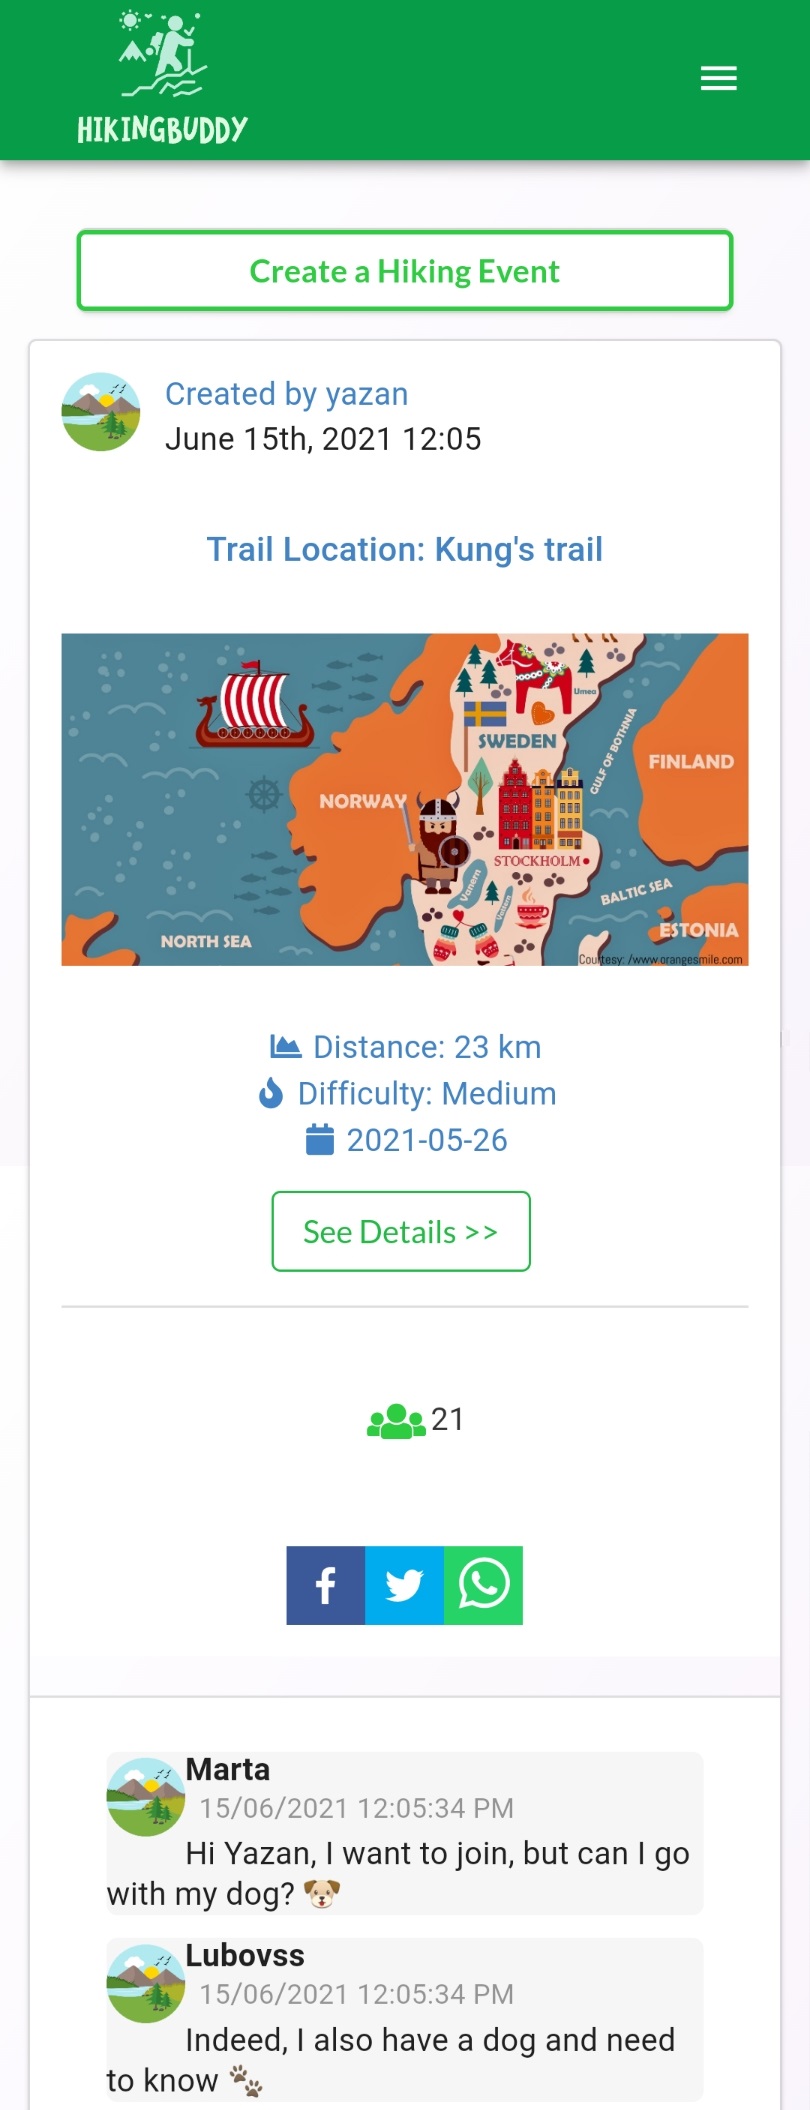 HIKINGBUDDY
Create a Hiking Event
Created by yazan
June 15th, 2021 12:05
Trail Location: Kung's trail
Umea
SWEDEN
GULF OF BOTHNIA
FINLAND
NORWAY
STOCKHOLM
Vanern
Vattern
BALTIC SEA
NORTH SEA
ESTONIA
Courtesy: /www.orangesmile.com
Distance: 23 km
Difficulty: Medium
2021-05-26
See Details >>
21
Marta
15/06/2021 12:05:34 PM
Hi Yazan, I want to join, but can I go
with my dog? 🐶
Lubovss
15/06/2021 12:05:34 PM
Indeed, I also have a dog and need
to know 🐾